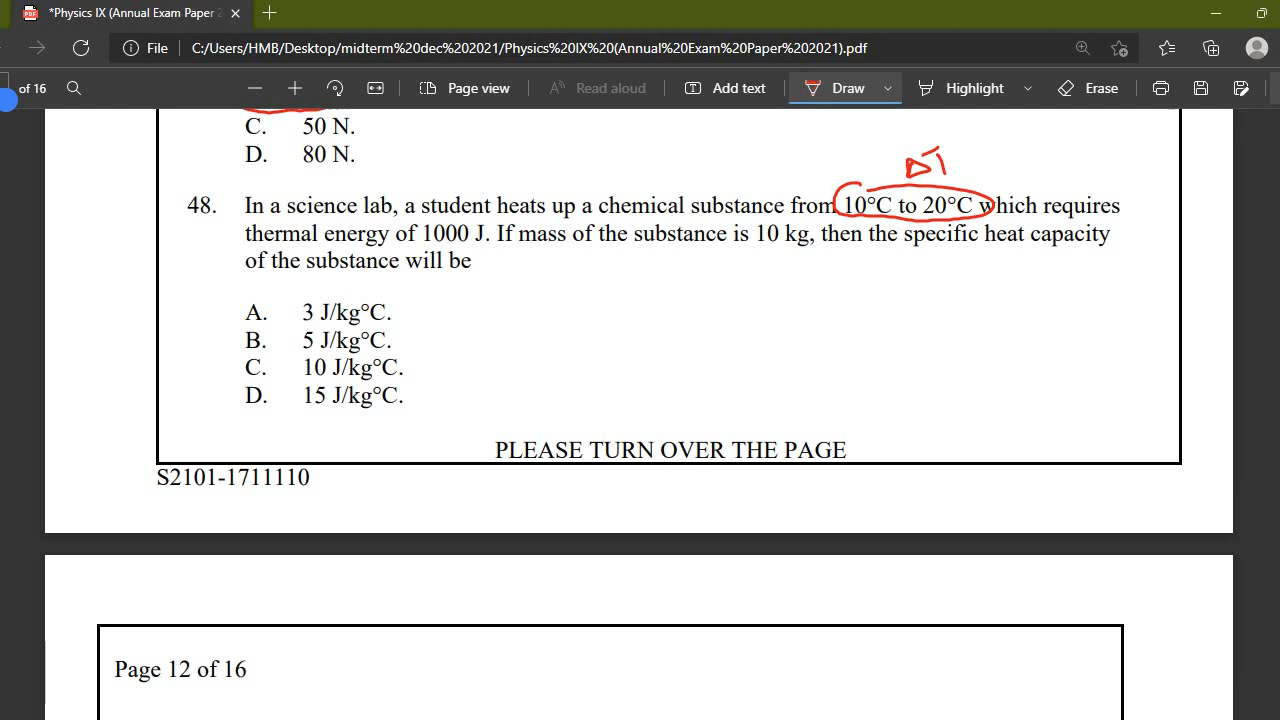 *Physics IX (Annual Exam Paper 2
File
C:/Users/HMB/Desktop/midterm%20dec%202021/Physics%20IX%20(Annual%20Exam%20Paper%202021).pdf
of 16
Page view
Read aloud
Add text
Draw
Highlight
Erase
C. 50 N.
D. 80 N.
ΔT
48. In a science lab, a student heats up a chemical substance from 10°C to 20°C which requires
thermal energy of 1000 J. If mass of the substance is 10 kg, then the specific heat capacity
of the substance will be
A. 3 J/kg°C.
B. 5 J/kg°C.
C. 10 J/kg°C.
D. 15 J/kg°C.
PLEASE TURN OVER THE PAGE
S2101-1711110
Page 12 of 16